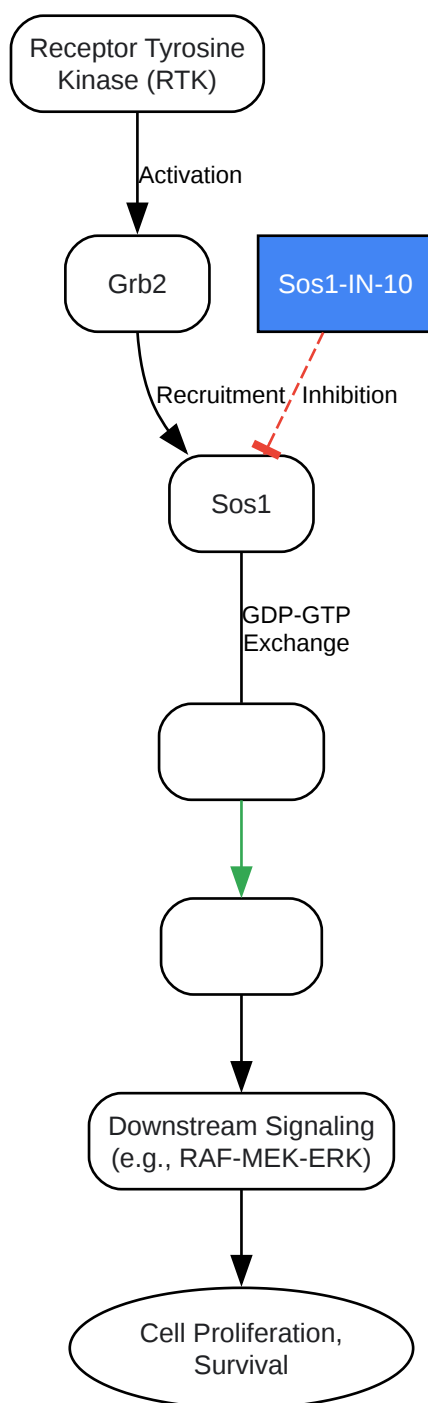 Receptor Tyrosine
Kinase (RTK)
Activation
Grb2
Sos1-IN-10
Recruitment
Inhibition
Sos1
GDP-GTP
Exchange
Downstream Signaling
(e.g., RAF-MEK-ERK)
Cell Proliferation,
Survival